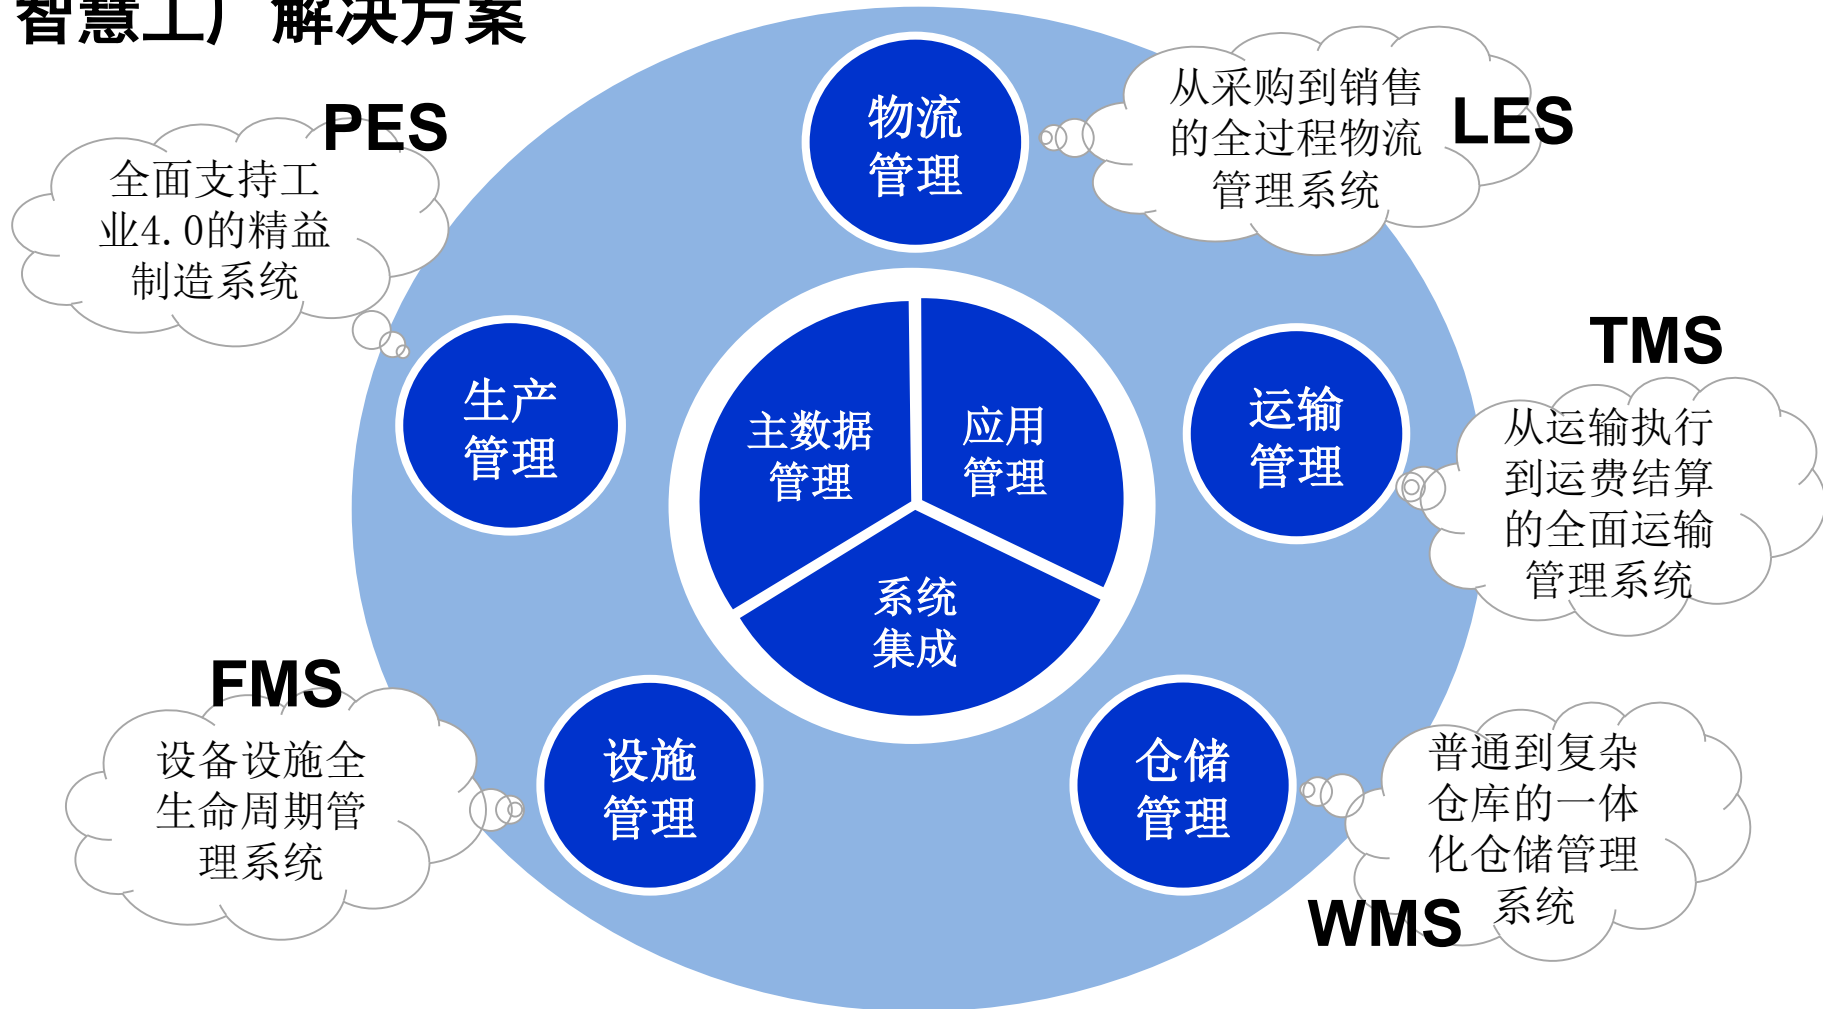 智慧工厂解决方案
PES
全面支持工
业4.0的精益
制造系统
物流
管理
从采购到销售
的全过程物流
管理系统
LES
生产
管理
主数据
管理
应用
管理
系统
集成
运输
管理
TMS
从运输执行
到运费结算
的全面运输
管理系统
FMS
设备设施全
生命周期管
理系统
设施
管理
仓储
管理
普通到复杂
仓库的一体
化仓储管理
系统
WMS